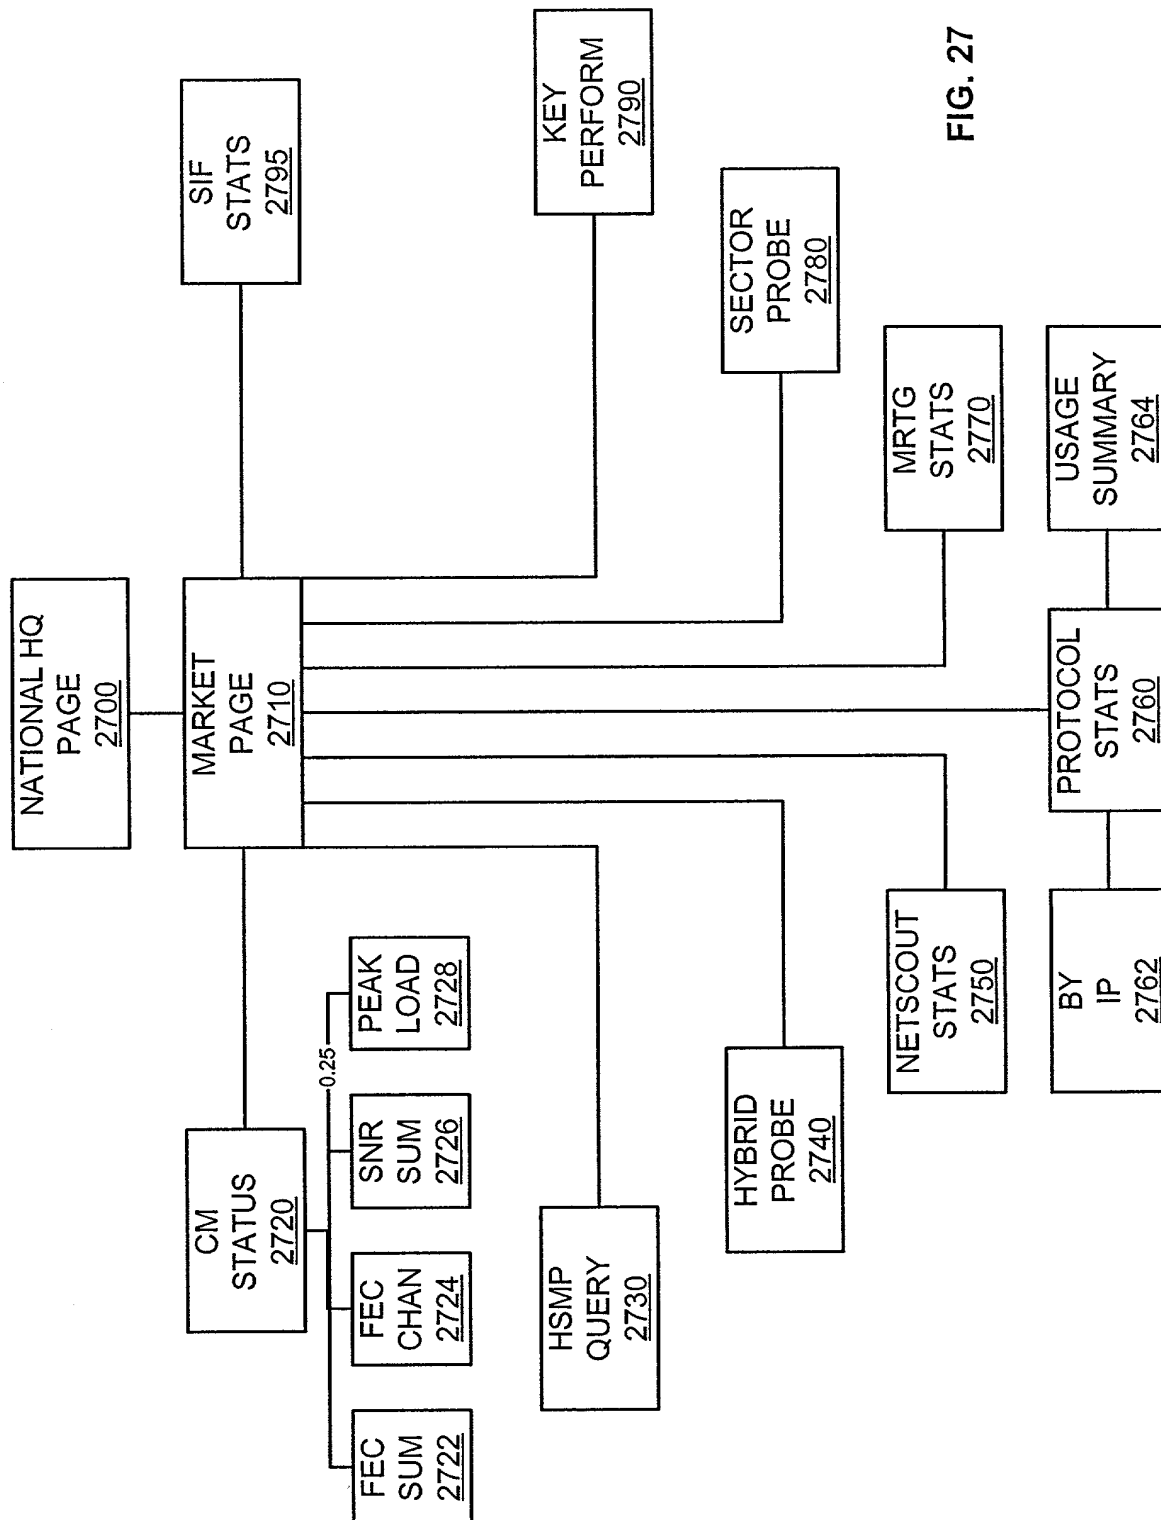 NATIONAL HQ
PAGE
2700
MARKET
PAGE
2710
CM
STATUS
2720
FEC
SUM
2722
FEC
CHAN
2724
SNR
SUM
2726
PEAK
LOAD
2728
0.25
HSMP
QUERY
2730
HYBRID
PROBE
2740
NETSCOUT
STATS
2750
BY
IP
2762
PROTOCOL
STATS
2760
USAGE
SUMMARY
2764
MRTG
STATS
2770
SECTOR
PROBE
2780
KEY
PERFORM
2790
SIF
STATS
2795
FIG. 27